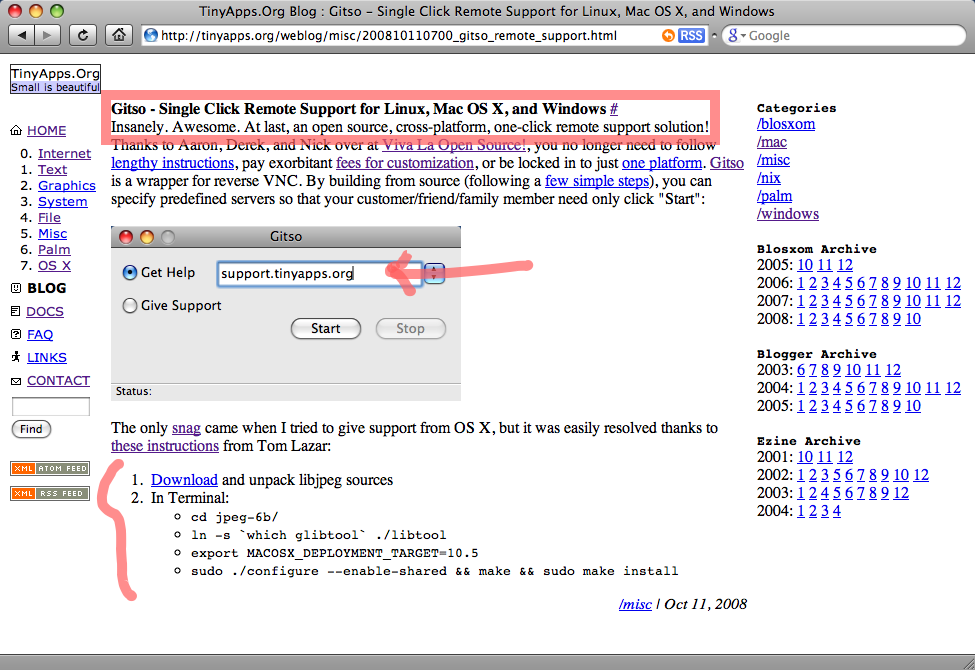 TinyApps.Org Blog : Gitso - Single Click Remote Support for Linux, Mac OS X, and Windows
http://tinyapps.org/weblog/misc/200810110700_gitso_remote_support.html
RSS
Google
TinyApps.Org
Small is beautiful
HOME
0. Internet
1. Text
2. Graphics
3. System
4. File
5. Misc
6. Palm
7. OS X
BLOG
DOCS
FAQ
LINKS
CONTACT
Find
XML ATOM FEED
XML RSS FEED
Gitso - Single Click Remote Support for Linux, Mac OS X, and Windows #
Insanely. Awesome. At last, an open source, cross-platform, one-click remote support solution!
Thanks to Aaron, Derek, and Nick over at Viva La Open Source!, you no longer need to follow
lengthy instructions, pay exorbitant fees for customization, or be locked in to just one platform. Gitso
is a wrapper for reverse VNC. By building from source (following a few simple steps), you can
specify predefined servers so that your customer/friend/family member need only click "Start":
Gitso
Get Help
support.tinyapps.org
Give Support
Start
Stop
Status:
The only snag came when I tried to give support from OS X, but it was easily resolved thanks to
these instructions from Tom Lazar:
1. Download and unpack libjpeg sources
2. In Terminal:
cd jpeg-6b/
ln -s `which glibtool` ./libtool
export MACOSX_DEPLOYMENT_TARGET=10.5
sudo ./configure --enable-shared && make && sudo make install
/misc | Oct 11, 2008
Categories
/blosxom
/mac
/misc
/nix
/palm
/windows
Blosxom Archive
2005: 10 11 12
2006: 1 2 3 4 5 6 7 8 9 10 11 12
2007: 1 2 3 4 5 6 7 8 9 10 11 12
2008: 1 2 3 4 5 6 7 8 9 10
Blogger Archive
2003: 6 7 8 9 10 11 12
2004: 1 2 3 4 5 6 7 8 9 10 11 12
2005: 1 2 3 4 5 6 7 8 9 10
Ezine Archive
2001: 10 11 12
2002: 1 2 3 4 5 6 7 8 9 10 12
2003: 1 2 4 5 6 7 8 9 12
2004: 1 2 3 4